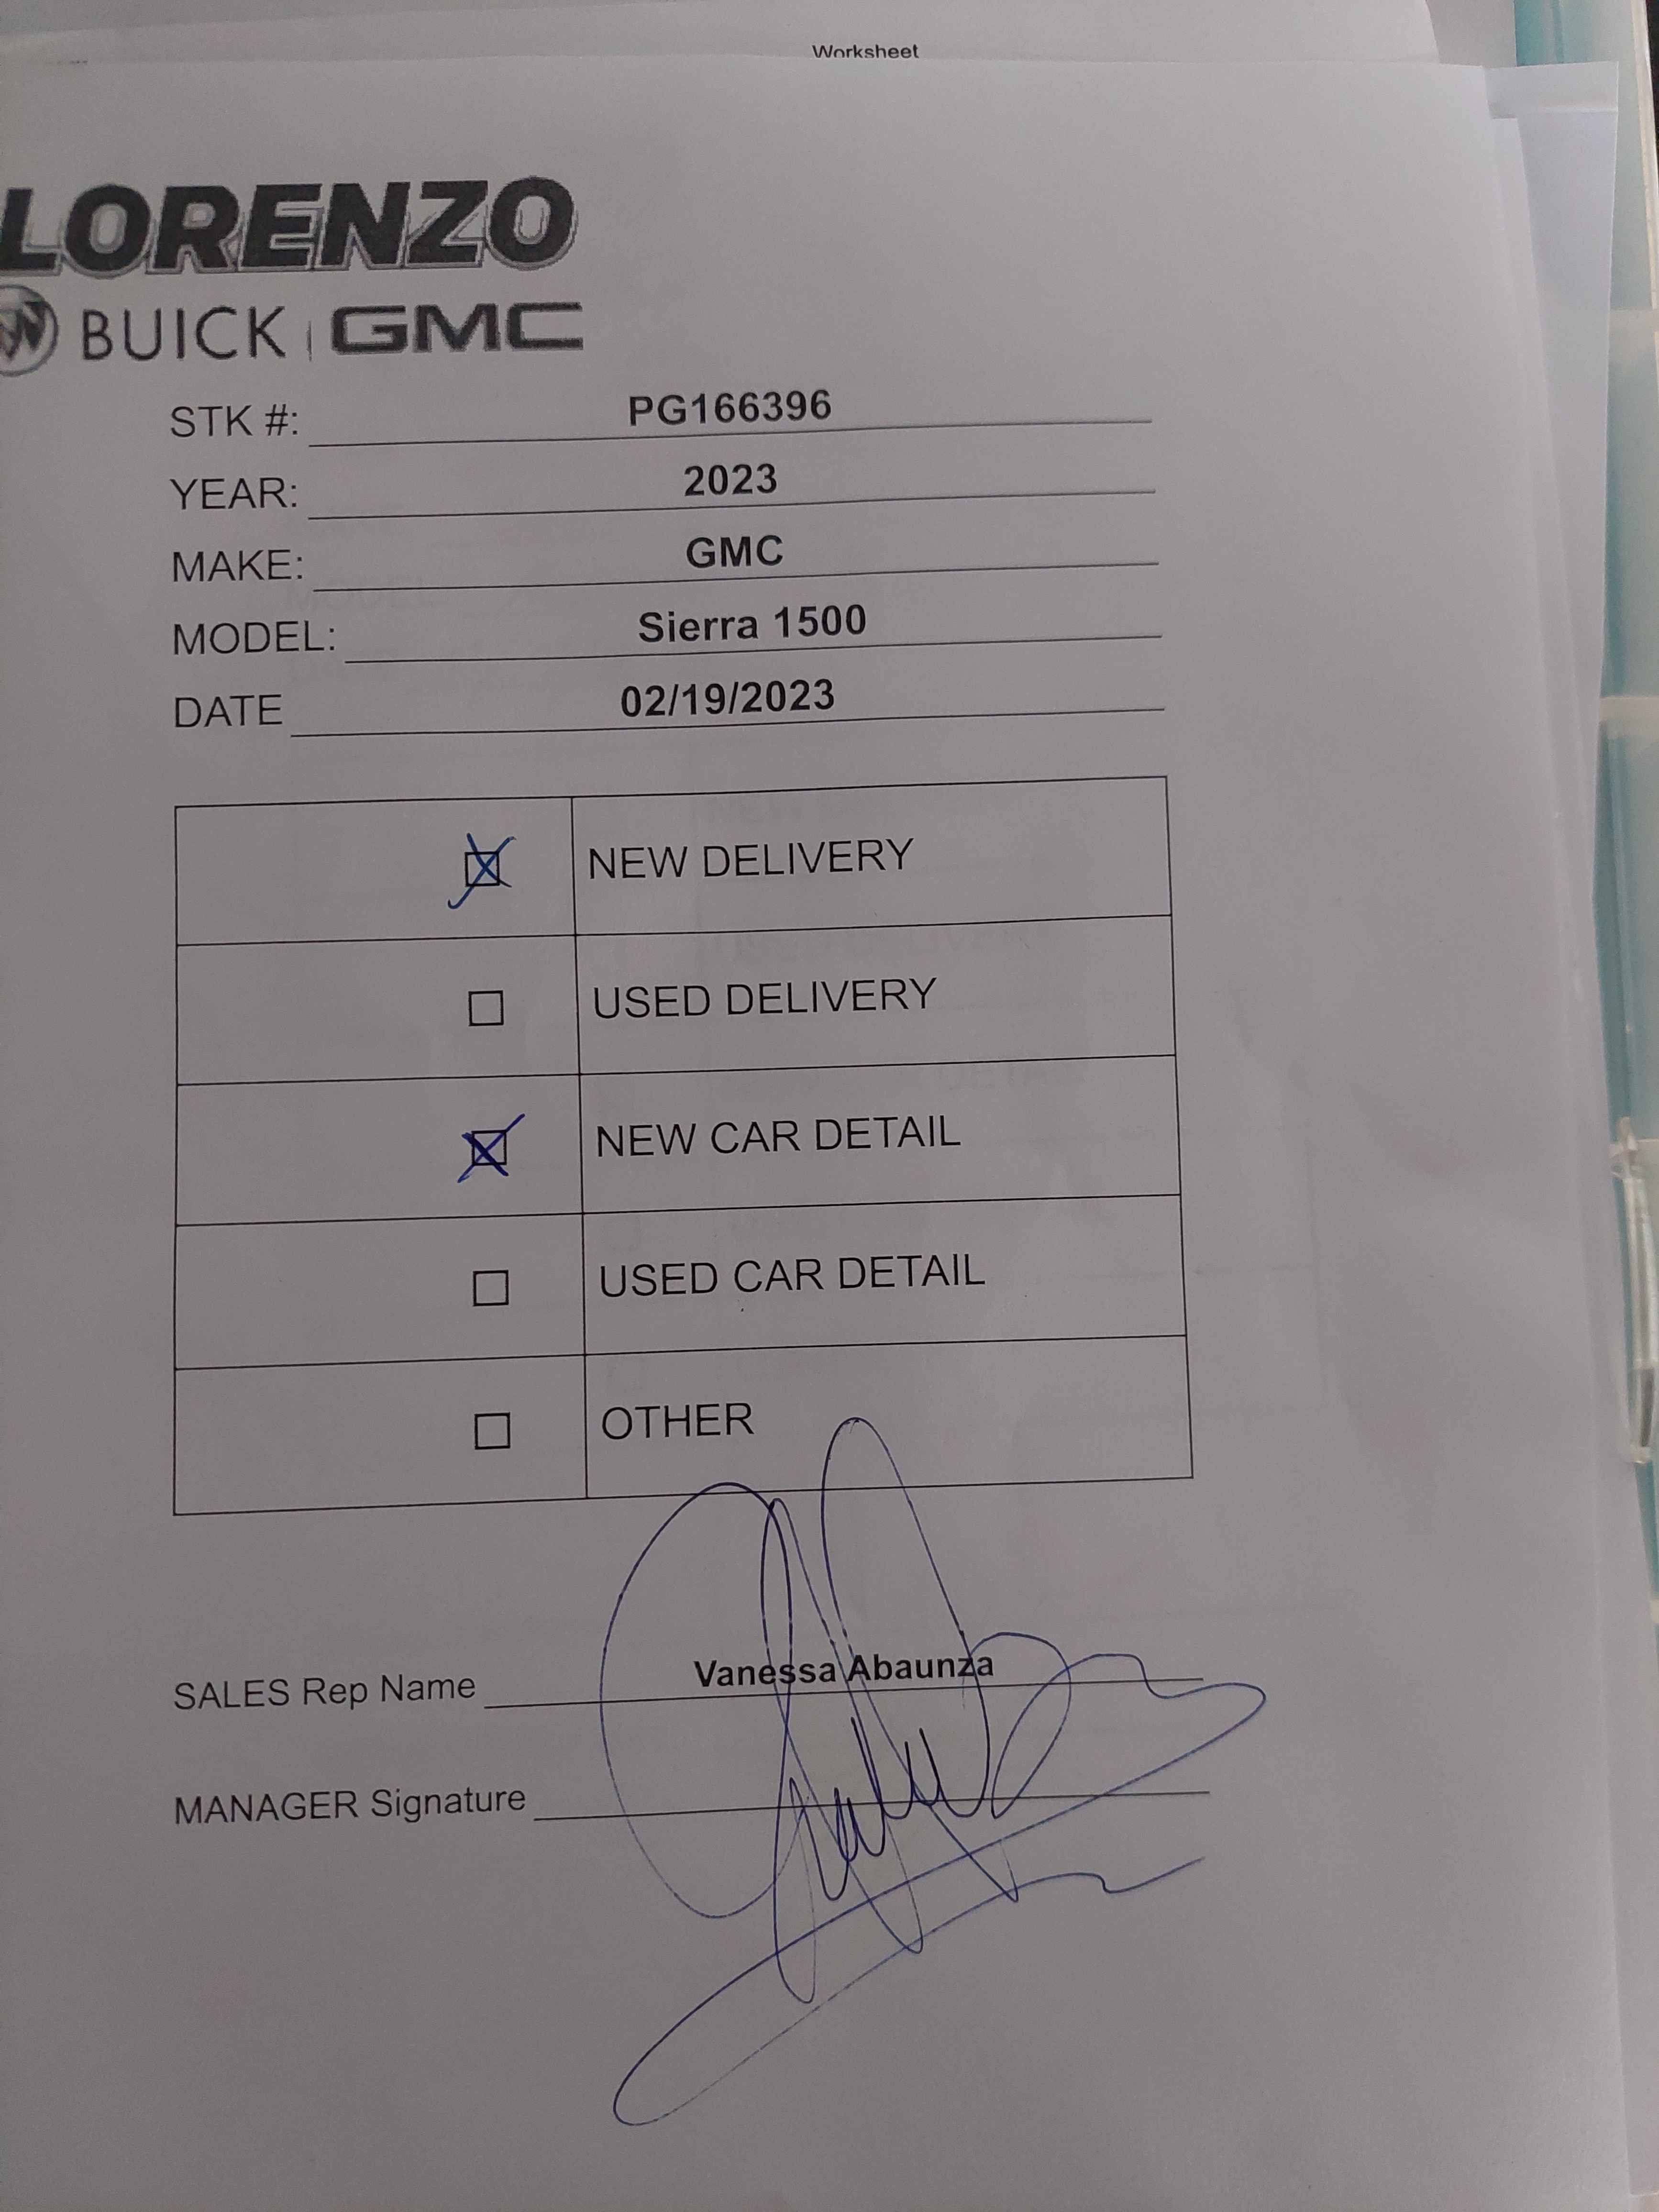 Worksheet
LORENZO
BUICK | GMC
STK #: PG166396
YEAR: 2023
MAKE: GMC
MODEL: Sierra 1500
DATE 02/19/2023
NEW DELIVERY
USED DELIVERY
NEW CAR DETAIL
USED CAR DETAIL
OTHER
SALES Rep Name Vanessa Abaunza
MANAGER Signature